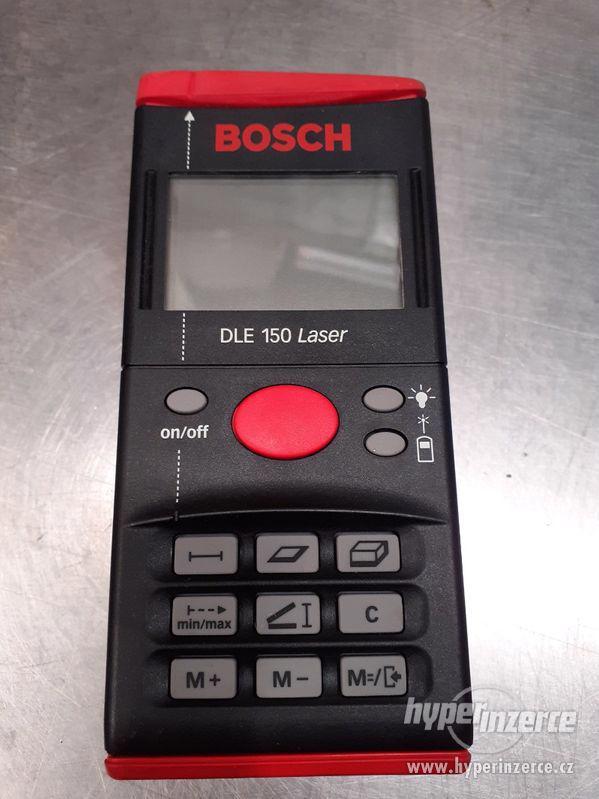 BOSCH
DLE 150 Laser
on/off
min/max
C
M+
M-
M=/
hyperinzerce
www.hyperinzerce.cz